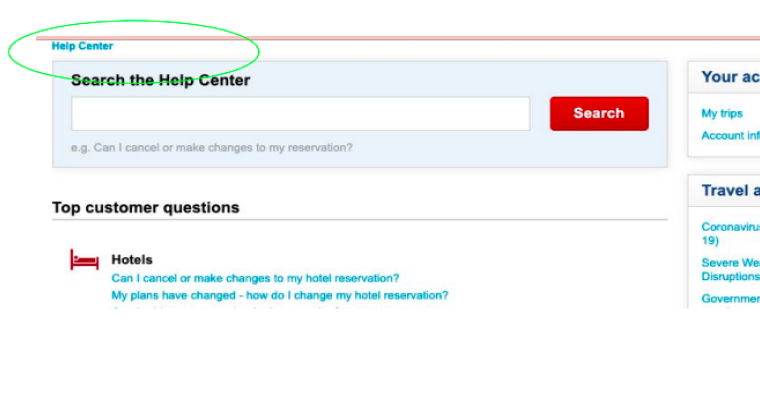 Help Center
Search the Help Center
Search
e.g. Can I cancel or make changes to my reservation?
Top customer questions
Hotels
Can I cancel or make changes to my hotel reservation?
My plans have changed - how do I change my hotel reservation?
Your ac
My trips
Account inf
Travel a
Coronavirus
19)
Severe Wea
Disruptions
Governmen